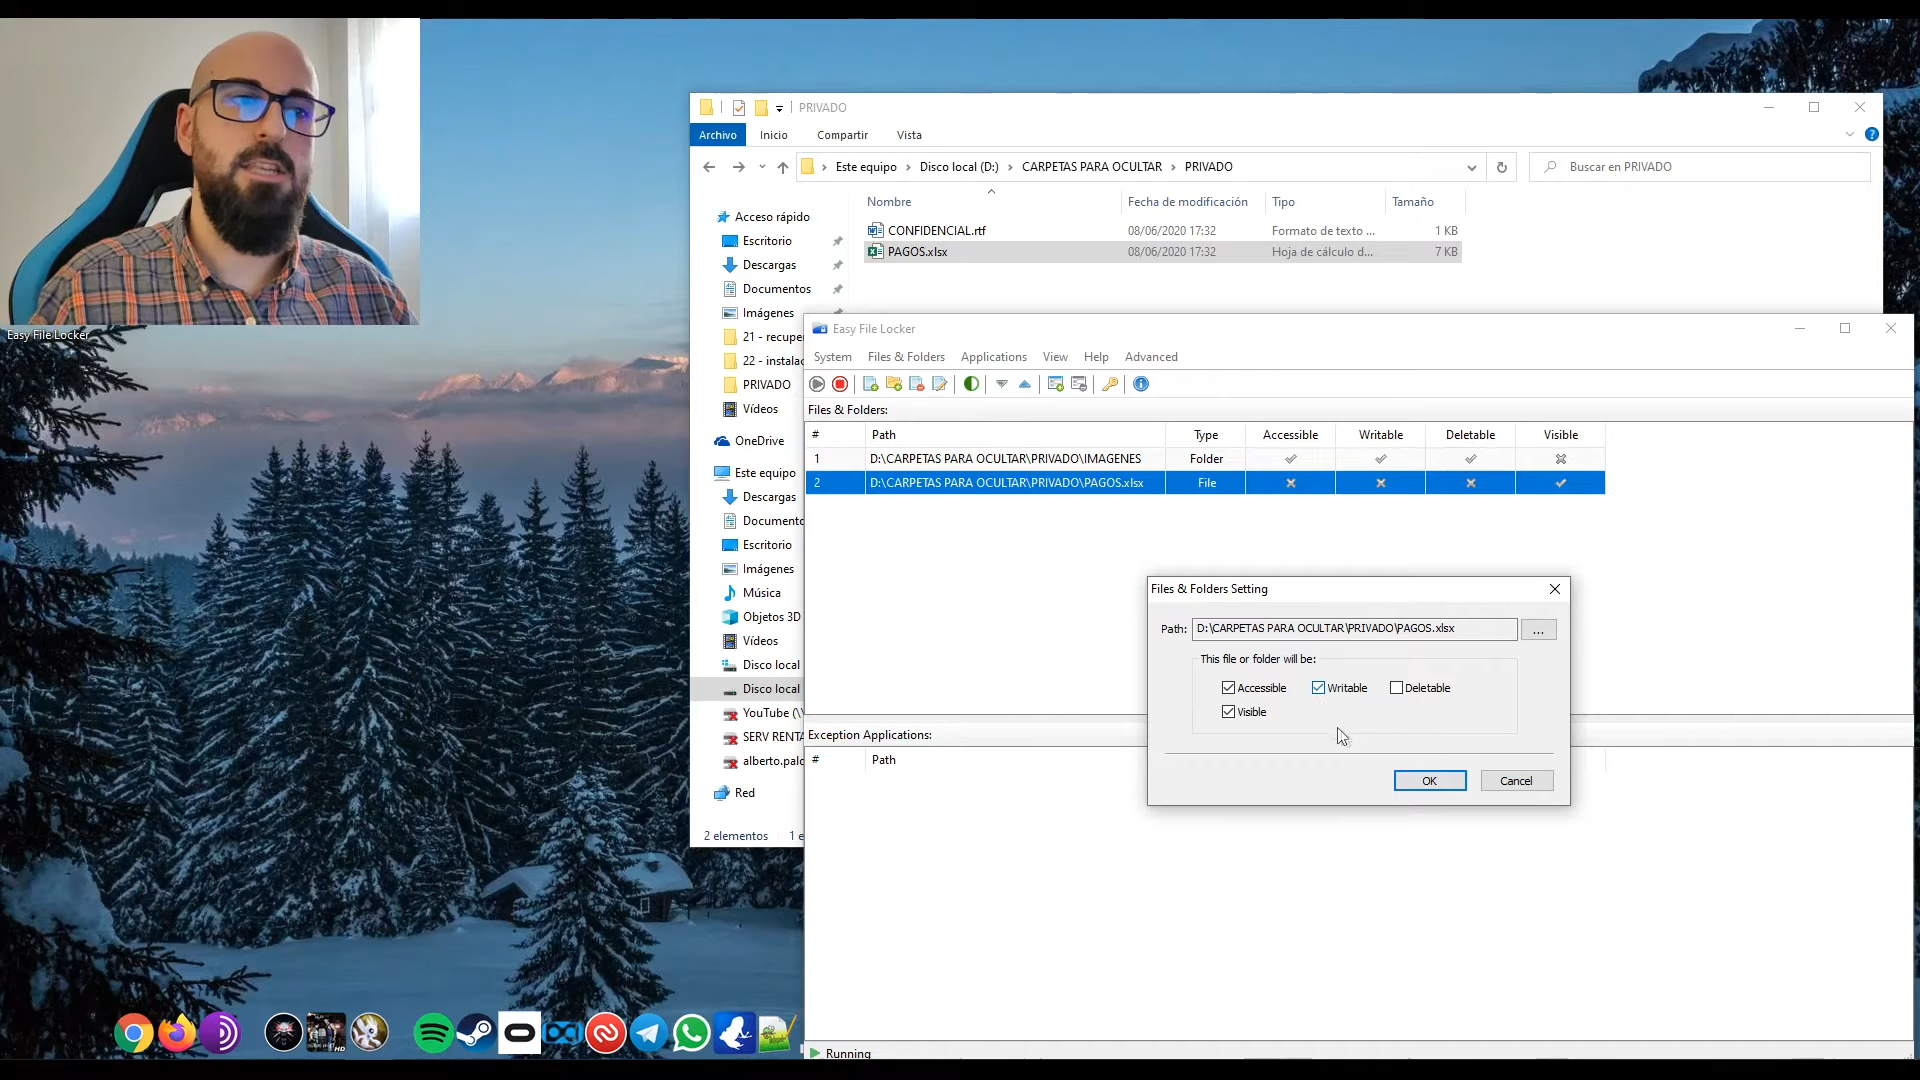 PRIVADO
Archivo Inicio Compartir Vista
Este equipo Disco local (D:) CARPETAS PARA OCULTAR PRIVADO
Buscar en PRIVADO
Nombre Fecha de modificación Tipo Tamaño
CONFIDENCIAL.rtf 08/06/2020 17:32 Formato de texto ... 1 KB
PAGOS.xlsx 08/06/2020 17:32 Hoja de cálculo d... 7 KB
Acceso rápido
Escritorio
Descargas
Documentos
Imágenes
21 - recupe
22 - instalac
PRIVADO
Vídeos
OneDrive
Este equipo
Descargas
Documento
Escritorio
Imágenes
Música
Objetos 3D
Vídeos
Disco local
Disco local
YouTube (\\
SERV RENTA
alberto.palo
Red
2 elementos 1 e
Easy File Locker
Easy File Locker
System Files & Folders Applications View Help Advanced
Files & Folders:
# Path Type Accessible Writable Deletable Visible
1 D:\CARPETAS PARA OCULTAR\PRIVADO\IMAGENES Folder
2 D:\CARPETAS PARA OCULTAR\PRIVADO\PAGOS.xlsx File
Files & Folders Setting
Path: D:\CARPETAS PARA OCULTAR\PRIVADO\PAGOS.xlsx ...
This file or folder will be:
Accessible Writable Deletable
Visible
OK Cancel
Exception Applications:
# Path
HD
Running